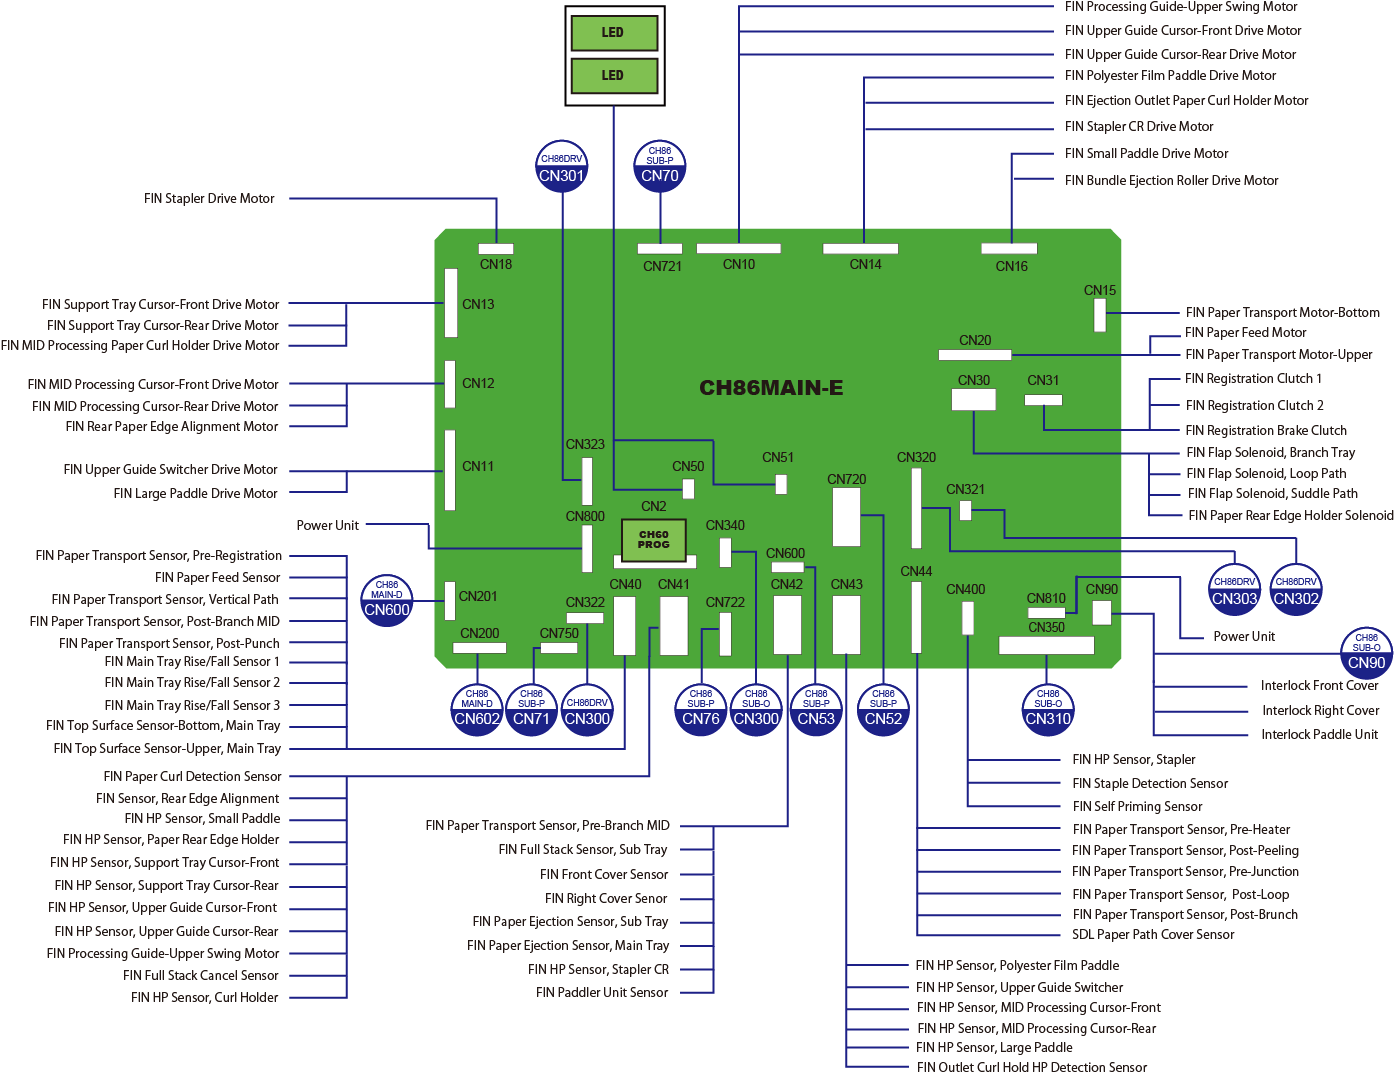 LED
LED
FIN Processing Guide-Upper Swing Motor
FIN Upper Guide Cursor-Front Drive Motor
FIN Upper Guide Cursor-Rear Drive Motor
FIN Polyester Film Paddle Drive Motor
FIN Ejection Outlet Paper Curl Holder Motor
FIN Stapler CR Drive Motor
FIN Small Paddle Drive Motor
FIN Bundle Ejection Roller Drive Motor
CH86DRV
CN301
CH86
SUB-P
CN70
FIN Stapler Drive Motor
CN18
CN721
CN10
CN14
CN16
CN15
FIN Support Tray Cursor-Front Drive Motor
FIN Support Tray Cursor-Rear Drive Motor
FIN MID Processing Paper Curl Holder Drive Motor
CN13
FIN MID Processing Cursor-Front Drive Motor
FIN MID Processing Cursor-Rear Drive Motor
FIN Rear Paper Edge Alignment Motor
CN12
FIN Upper Guide Switcher Drive Motor
FIN Large Paddle Drive Motor
CN11
Power Unit
CH86MAIN-E
CN20
CN30
CN31
FIN Paper Transport Motor-Bottom
FIN Paper Feed Motor
FIN Paper Transport Motor-Upper
FIN Registration Clutch 1
FIN Registration Clutch 2
FIN Registration Brake Clutch
FIN Flap Solenoid, Branch Tray
FIN Flap Solenoid, Loop Path
FIN Flap Solenoid, Suddle Path
FIN Paper Rear Edge Holder Solenoid
CN323
CN50
CN51
CN720
CN320
CN321
CN800
CN2
CH60
PROG
CN340
CN600
CN40
CN41
CN42
CN43
CN44
CN400
CN810
CN90
CN350
CN201
CN200
CN750
CN322
CN722
CH86DRV
CN303
CH86DRV
CN302
Power Unit
CH86
SUB-O
CN90
Interlock Front Cover
Interlock Right Cover
Interlock Paddle Unit
CH86
MAIN-D
CN600
CH86
MAIN-D
CN602
CH86
SUB-P
CN71
CH86DRV
CN300
CH86
SUB-P
CN76
CH86
SUB-O
CN300
CH86
SUB-P
CN53
CH86
SUB-P
CN52
CH86
SUB-O
CN310
FIN Paper Transport Sensor, Pre-Registration
FIN Paper Feed Sensor
FIN Paper Transport Sensor, Vertical Path
FIN Paper Transport Sensor, Post-Branch MID
FIN Paper Transport Sensor, Post-Punch
FIN Main Tray Rise/Fall Sensor 1
FIN Main Tray Rise/Fall Sensor 2
FIN Main Tray Rise/Fall Sensor 3
FIN Top Surface Sensor-Bottom, Main Tray
FIN Top Surface Sensor-Upper, Main Tray
FIN Paper Curl Detection Sensor
FIN Sensor, Rear Edge Alignment
FIN HP Sensor, Small Paddle
FIN HP Sensor, Paper Rear Edge Holder
FIN HP Sensor, Support Tray Cursor-Front
FIN HP Sensor, Support Tray Cursor-Rear
FIN HP Sensor, Upper Guide Cursor-Front
FIN HP Sensor, Upper Guide Cursor-Rear
FIN Processing Guide-Upper Swing Motor
FIN Full Stack Cancel Sensor
FIN HP Sensor, Curl Holder
FIN Paper Transport Sensor, Pre-Branch MID
FIN Full Stack Sensor, Sub Tray
FIN Front Cover Sensor
FIN Right Cover Senor
FIN Paper Ejection Sensor, Sub Tray
FIN Paper Ejection Sensor, Main Tray
FIN HP Sensor, Stapler CR
FIN Paddler Unit Sensor
FIN HP Sensor, Stapler
FIN Staple Detection Sensor
FIN Self Priming Sensor
FIN Paper Transport Sensor, Pre-Heater
FIN Paper Transport Sensor, Post-Peeling
FIN Paper Transport Sensor, Pre-Junction
FIN Paper Transport Sensor, Post-Loop
FIN Paper Transport Sensor, Post-Brunch
SDL Paper Path Cover Sensor
FIN HP Sensor, Polyester Film Paddle
FIN HP Sensor, Upper Guide Switcher
FIN HP Sensor, MID Processing Cursor-Front
FIN HP Sensor, MID Processing Cursor-Rear
FIN HP Sensor, Large Paddle
FIN Outlet Curl Hold HP Detection Sensor